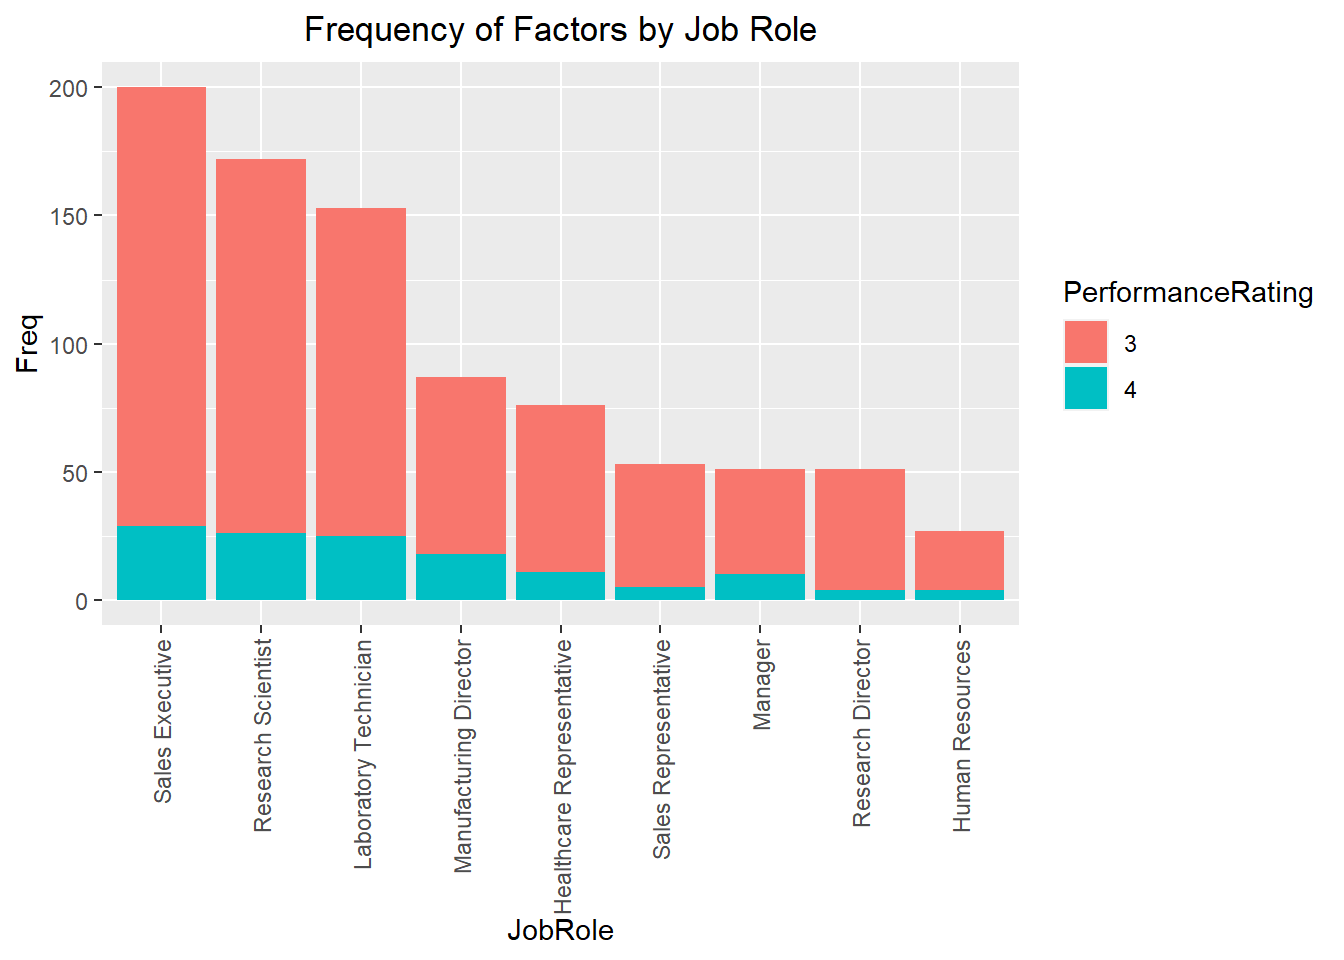 Frequency of Factors by Job Role
Freq
200
150
100
50
0
Sales Executive
Research Scientist
Laboratory Technician
Manufacturing Director
Healthcare Representative
Sales Representative
Manager
Research Director
Human Resources
JobRole
PerformanceRating
3
4